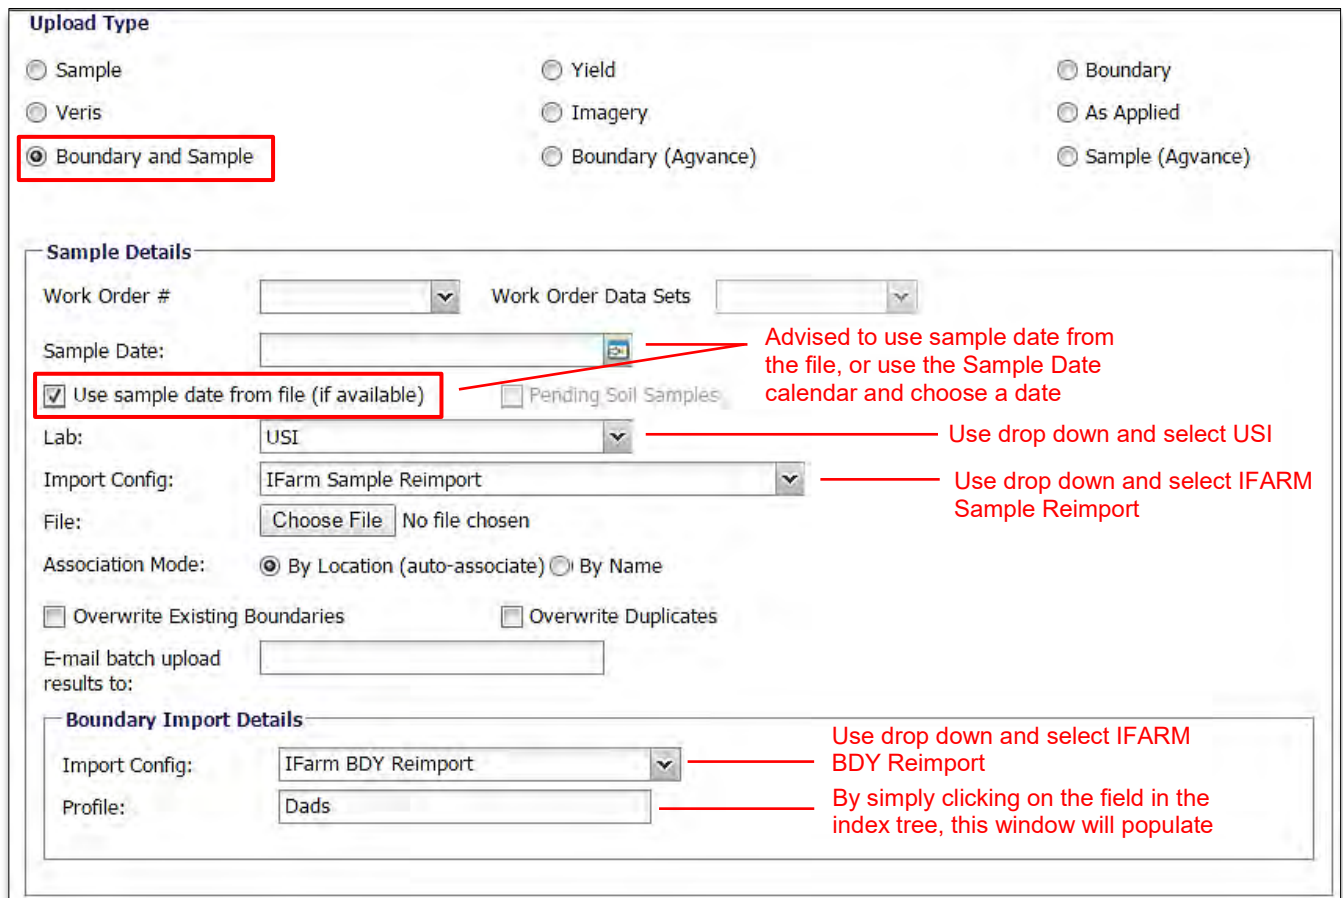 Upload Type
Sample
Yield
Boundary
Veris
Imagery
As Applied
Boundary and Sample
Boundary (Agvance)
Sample (Agvance)
Sample Details
Work Order #
Work Order Data Sets
Sample Date:
Advised to use sample date from
the file, or use the Sample Date
calendar and choose a date
Use sample date from file (if available)
Pending Soil Samples
Lab:
USI
Use drop down and select USI
Import Config:
IFarm Sample Reimport
Use drop down and select IFARM
Sample Reimport
File:
Choose File No file chosen
Association Mode:
By Location (auto-associate)
By Name
Overwrite Existing Boundaries
Overwrite Duplicates
E-mail batch upload
results to:
Boundary Import Details
Import Config:
IFarm BDY Reimport
Use drop down and select IFARM
BDY Reimport
Profile:
Dads
By simply clicking on the field in the
index tree, this window will populate